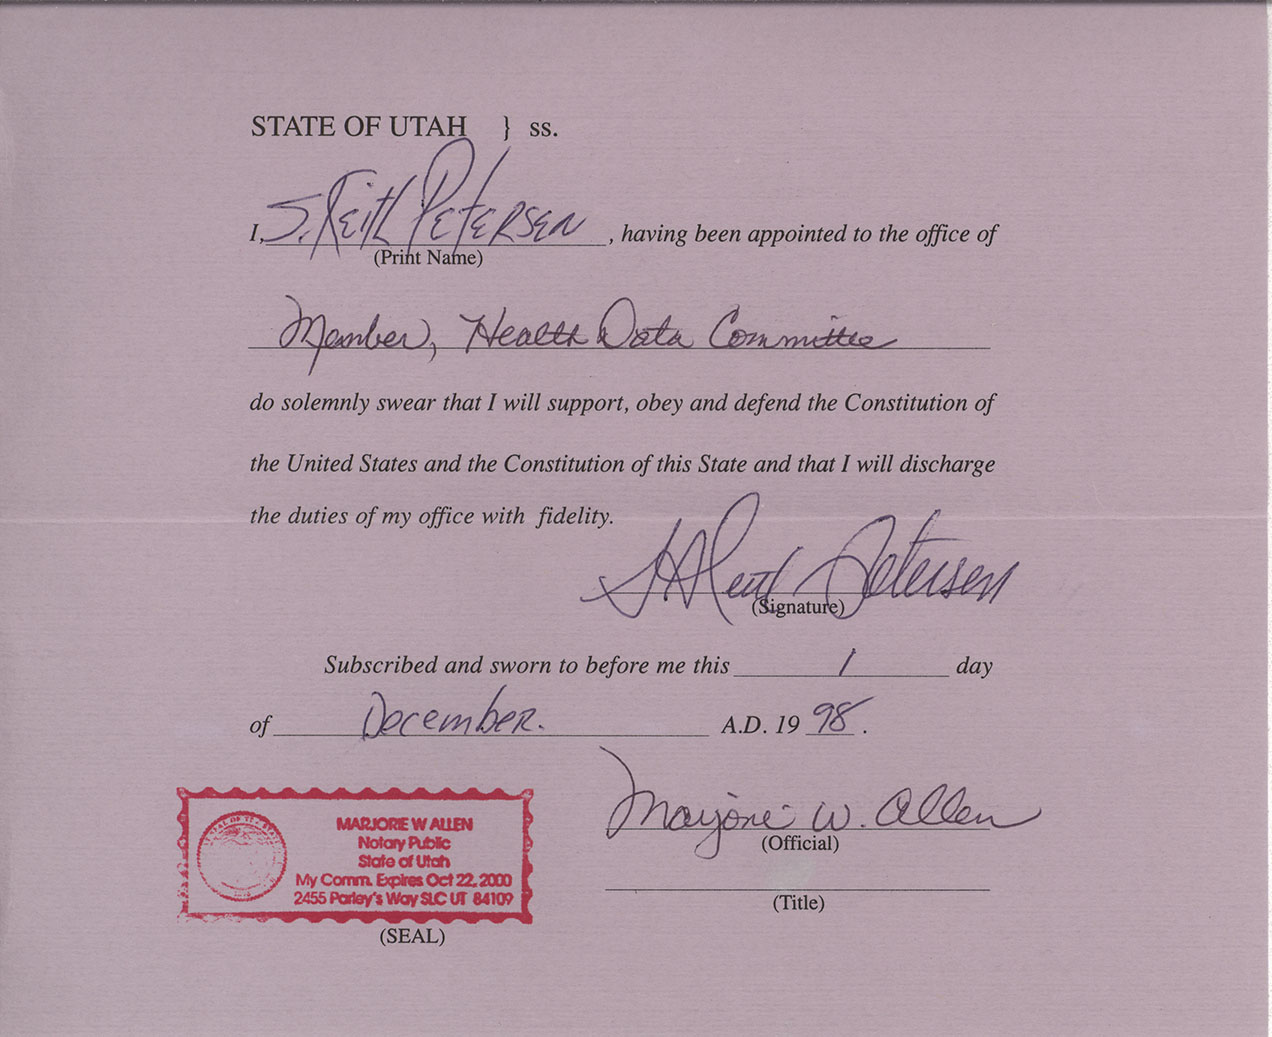 STATE OF UTAH } ss.
I, S. Keith Petersen, having been appointed to the office of
(Print Name)
Member, Health Data Committee
do solemnly swear that I will support, obey and defend the Constitution of
the United States and the Constitution of this State and that I will discharge
the duties of my office with fidelity.
S Keith Petersen
(Signature)
Subscribed and sworn to before me this 1 day
of December. A.D. 19 98.
Marjorie W. Allen
(Official)
(Title)
MARJORIE W ALLEN
Notary Public
State of Utah
My Comm. Expires Oct 22, 2000
2455 Parley's Way SLC UT 84109
(SEAL)